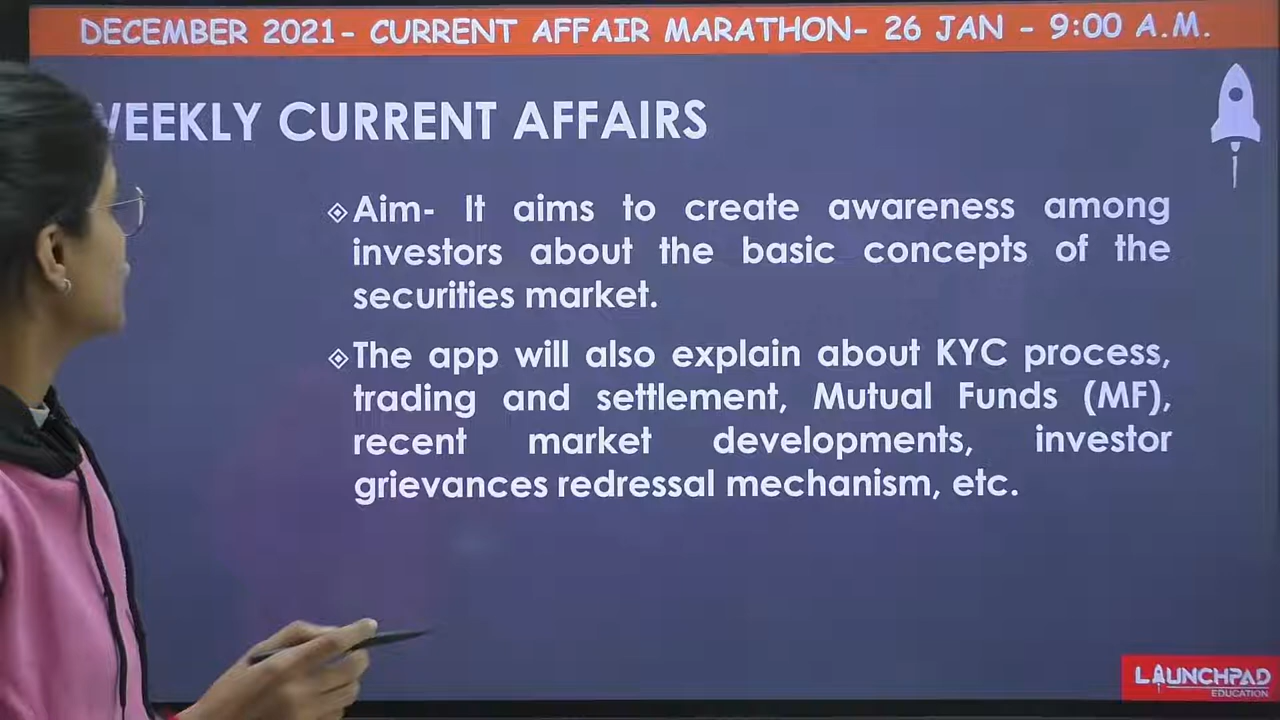 DECEMBER 2021- CURRENT AFFAIR MARATHON- 26 JAN - 9:00 A.M.
WEEKLY CURRENT AFFAIRS
Aim- It aims to create awareness among
investors about the basic concepts of the
securities market.
The app will also explain about KYC process,
trading and settlement, Mutual Funds (MF),
recent market developments, investor
grievances redressal mechanism, etc.
LAUNCHPAD
EDUCATION